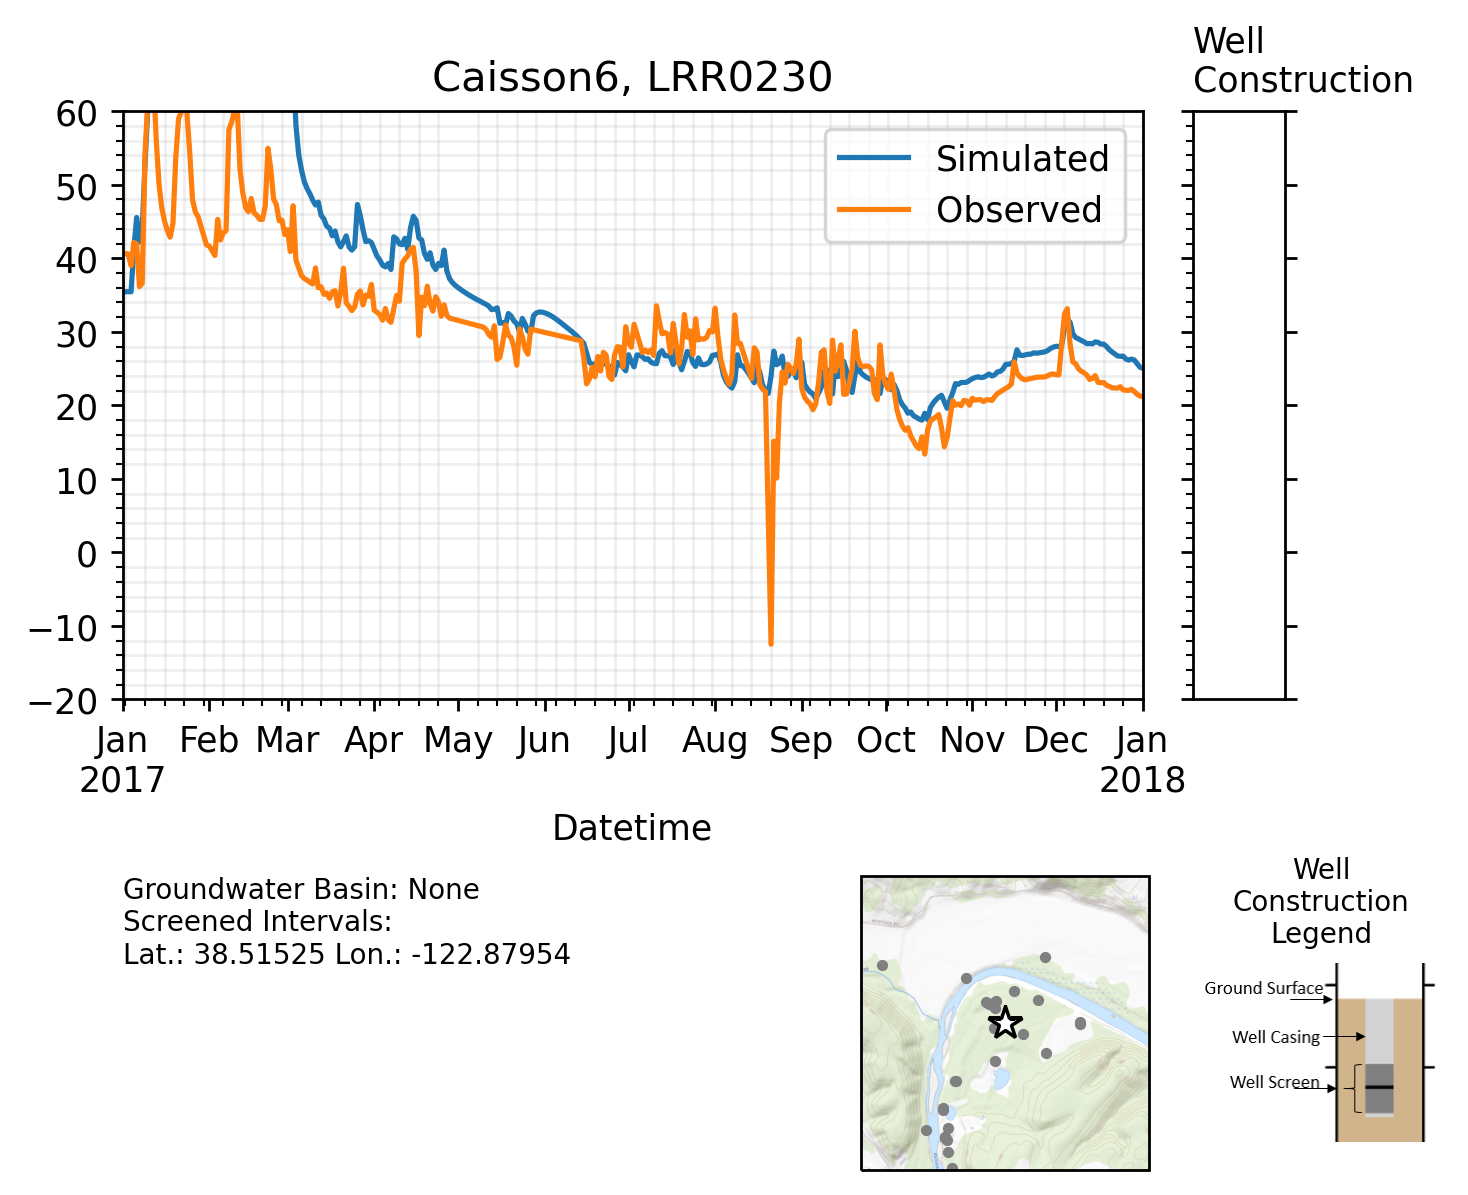 Caisson6, LRR0230
Well
Construction
Simulated
Observed
60
50
40
30
20
10
0
−10
−20
Jan Feb Mar Apr May Jun Jul Aug Sep Oct Nov Dec Jan
2017 2018
Datetime
Groundwater Basin: None
Screened Intervals:
Lat.: 38.51525 Lon.: -122.87954
Well
Construction
Legend
Ground Surface
Well Casing
Well Screen